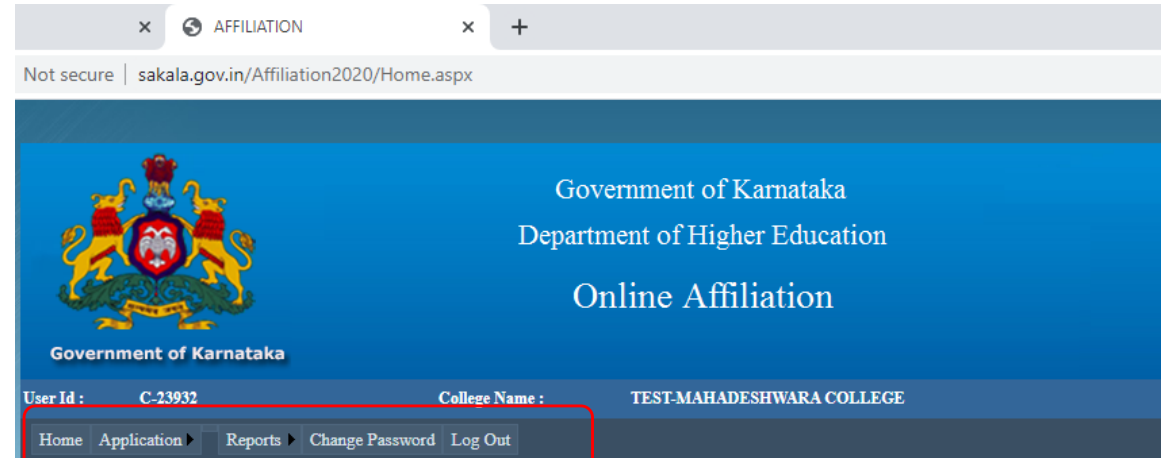 AFFILIATION
Not secure | sakala.gov.in/Affiliation2020/Home.aspx
Government of Karnataka
Department of Higher Education
Online Affiliation
Government of Karnataka
User Id : C-23932 College Name : TEST-MAHADESHWARA COLLEGE
Home Application Reports Change Password Log Out